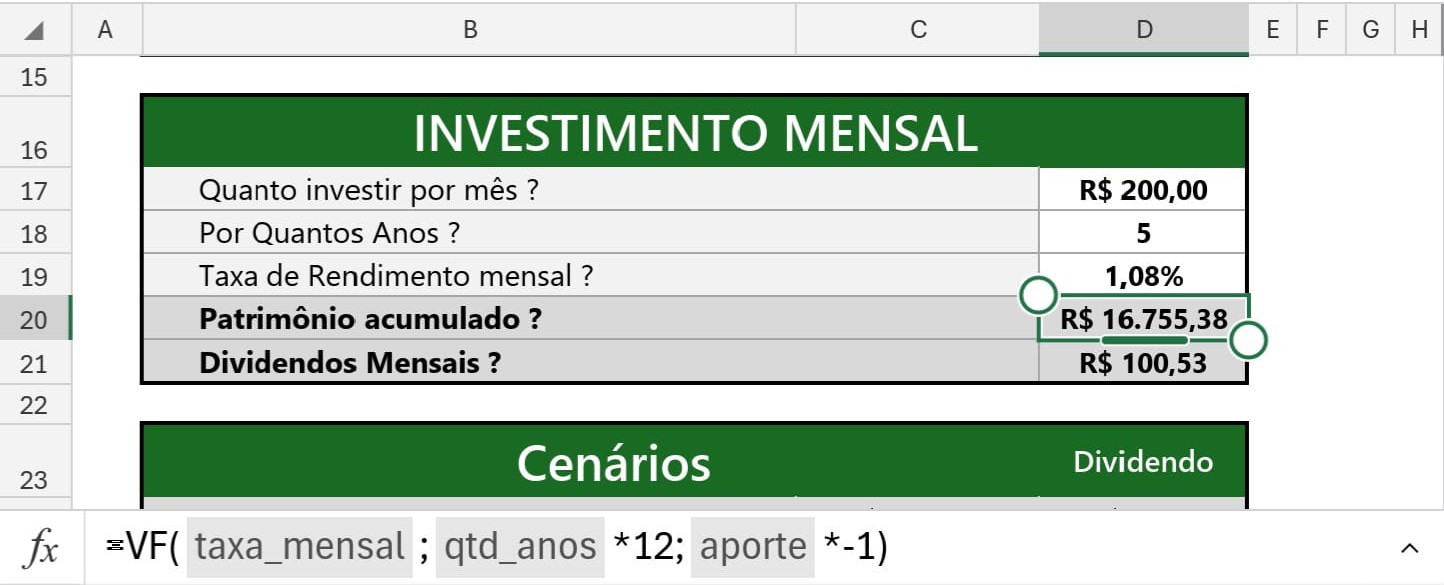 A B C D E F G H
15
16 INVESTIMENTO MENSAL
17 Quanto investir por mês ? R$ 200,00
18 Por Quantos Anos ? 5
19 Taxa de Rendimento mensal ? 1,08%
20 Patrimônio acumulado ? R$ 16.755,38
21 Dividendos Mensais ? R$ 100,53
22
23 Cenários Dividendo
fx =VF( taxa_mensal ; qtd_anos *12; aporte *-1)